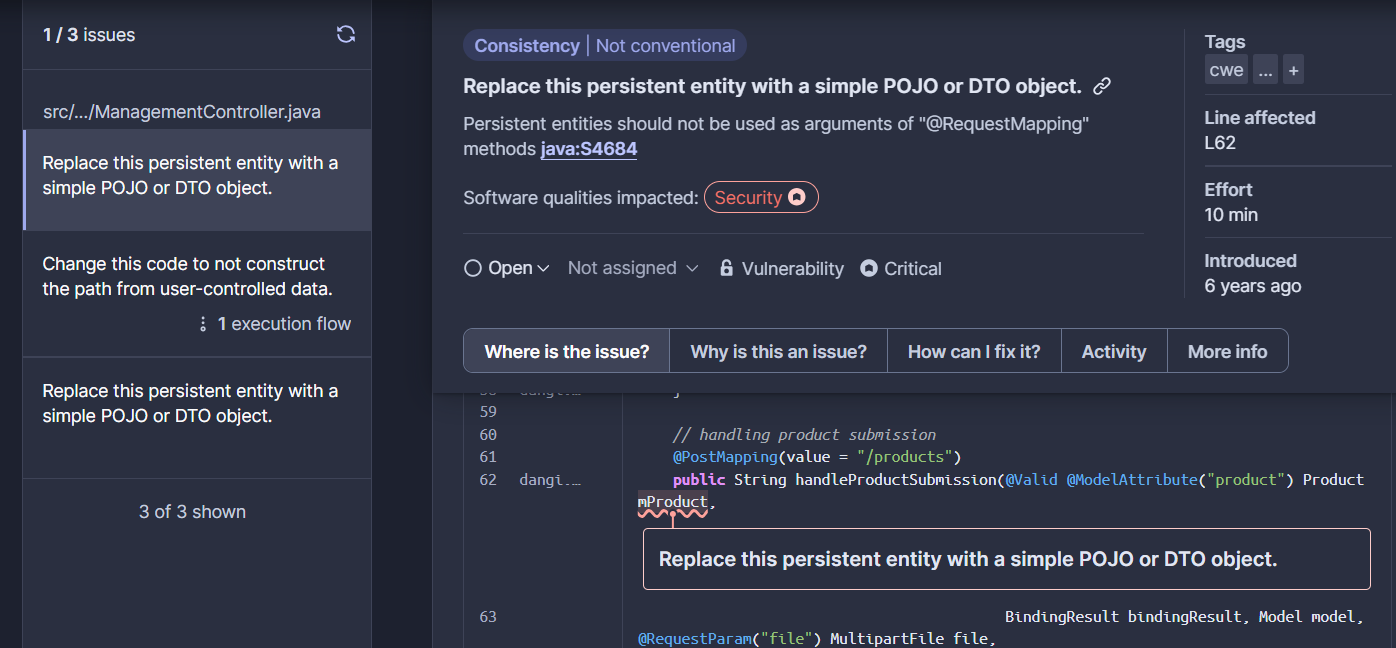 1 / 3 issues
src/.../ManagementController.java
Replace this persistent entity with a
simple POJO or DTO object.
Change this code to not construct
the path from user-controlled data.
1 execution flow
Replace this persistent entity with a
simple POJO or DTO object.
3 of 3 shown
Consistency | Not conventional
Replace this persistent entity with a simple POJO or DTO object.
Persistent entities should not be used as arguments of "@RequestMapping"
methods java:S4684
Software qualities impacted: Security
Open Not assigned Vulnerability Critical
Tags
cwe ... +
Line affected
L62
Effort
10 min
Introduced
6 years ago
Where is the issue? Why is this an issue? How can I fix it? Activity More info
59
60 // handling product submission
61 @PostMapping(value = "/products")
62 dangi.… public String handleProductSubmission(@Valid @ModelAttribute("product") Product
mProduct,
Replace this persistent entity with a simple POJO or DTO object.
63 BindingResult bindingResult, Model model,
@RequestParam("file") MultipartFile file,